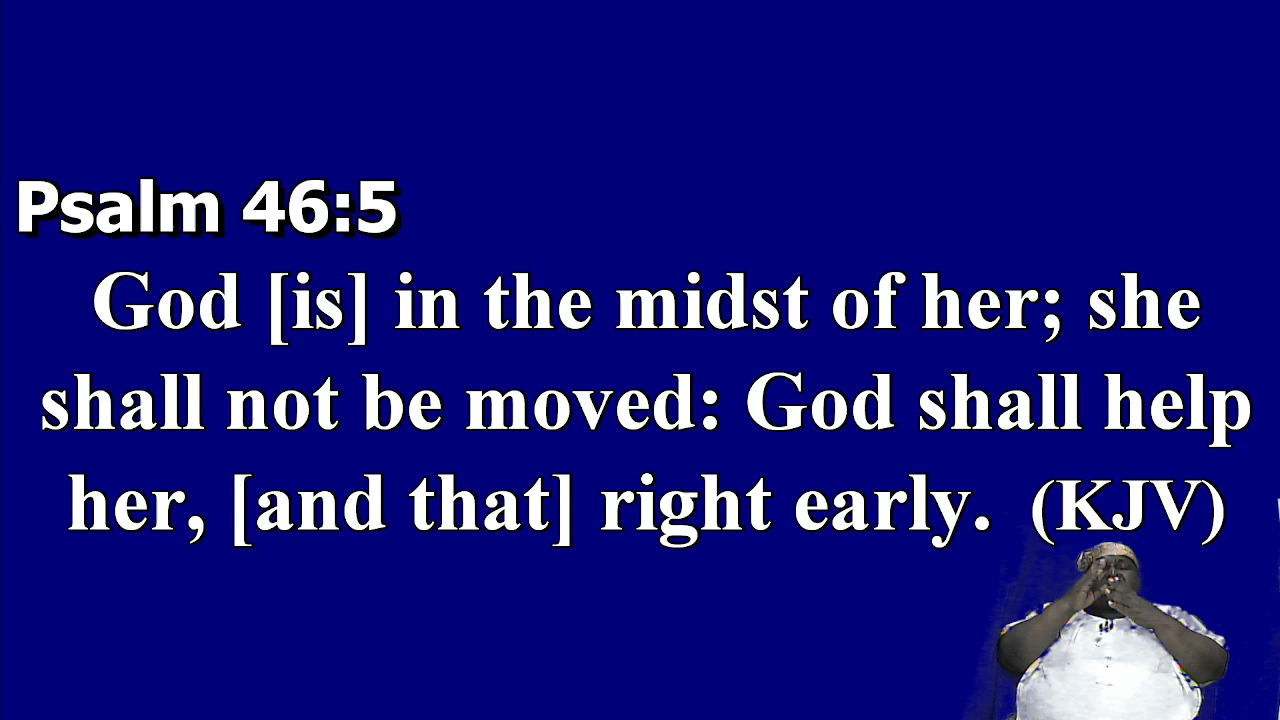 Psalm 46:5
God [is] in the midst of her; she
shall not be moved: God shall help
her, [and that] right early.  (KJV)